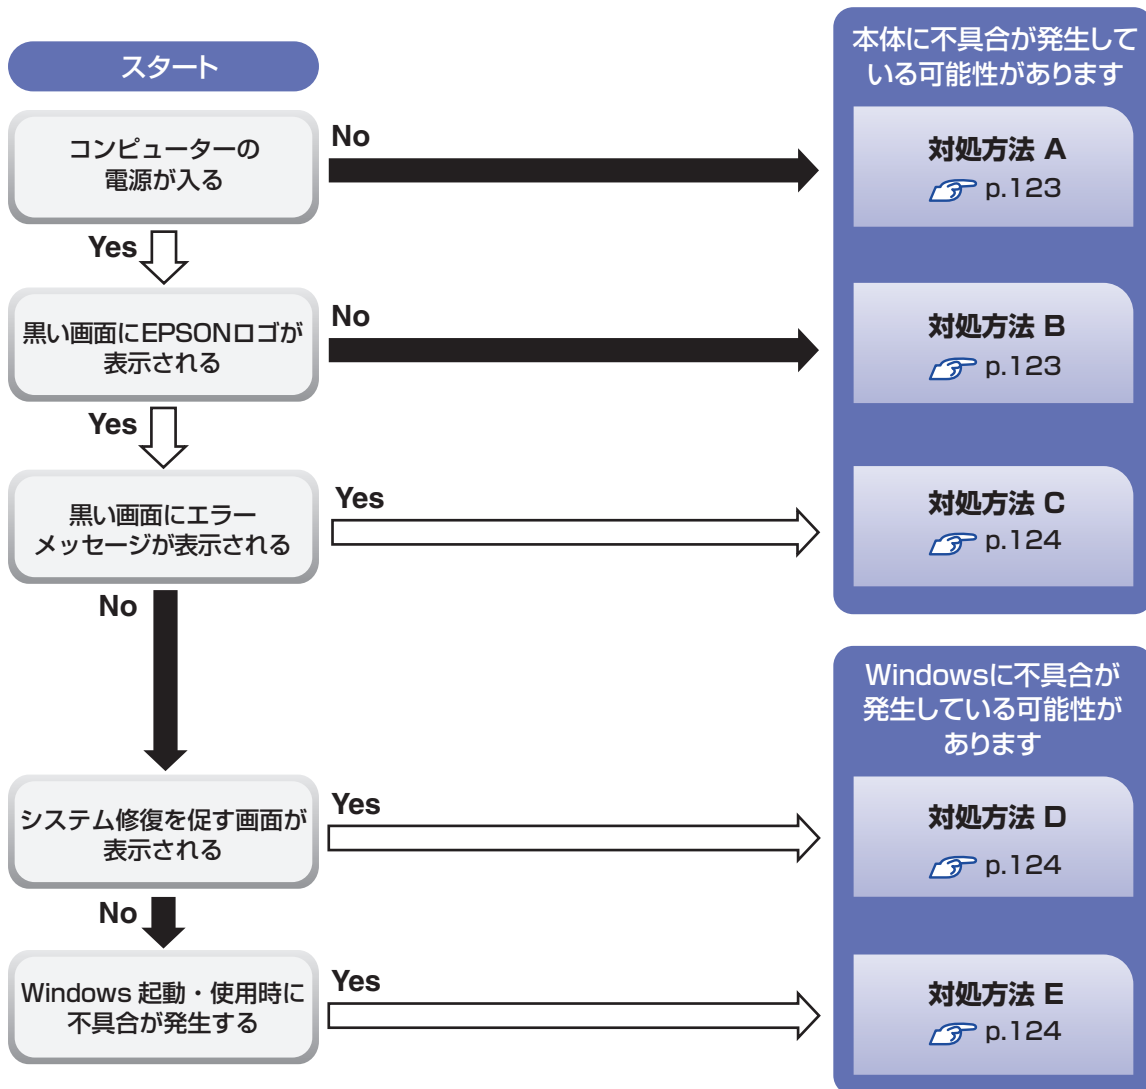 スタート
コンピューターの
電源が入る
No
本体に不具合が発生して
いる可能性があります
対処方法 A
p.123
Yes
黒い画面にEPSONロゴが
表示される
No
対処方法 B
p.123
Yes
黒い画面にエラー
メッセージが表示される
Yes
対処方法 C
p.124
No
Windowsに不具合が
発生している可能性が
あります
システム修復を促す画面が
表示される
Yes
対処方法 D
p.124
No
Windows 起動・使用時に
不具合が発生する
Yes
対処方法 E
p.124